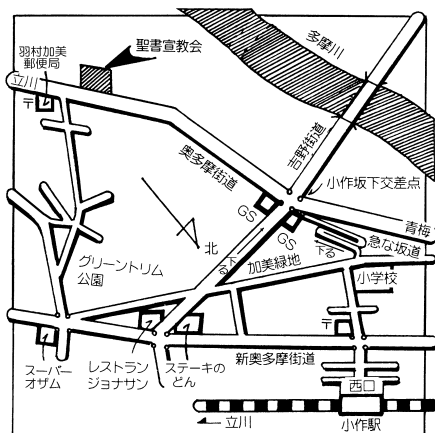 羽村加美
郵便局
聖書宣教会
多摩川
立川
〒
吉野街道
奥多摩街道
小作坂下交差点
GS
GS
青梅
急な坂道
下る
下る
北
加美緑地
グリーントリム
公園
小学校
〒
新奥多摩街道
スーパー
オザム
レストラン
ジョナサン
ステーキの
どん
西口
立川
小作駅